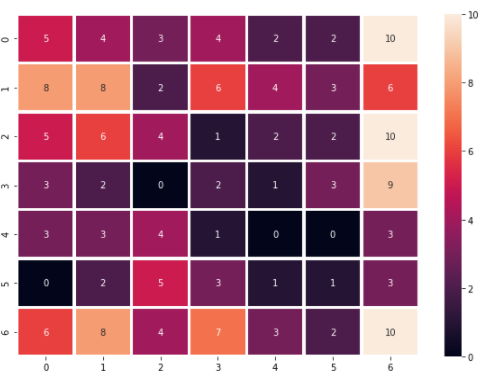 0 5 4 3 4 2 2 10
1 8 8 2 6 4 3 6
2 5 6 4 1 2 2 10
3 3 2 0 2 1 3 9
4 3 3 4 1 0 0 3
5 0 2 5 3 1 1 3
6 6 8 4 7 3 2 10
0 1 2 3 4 5 6
10
8
6
4
2
0